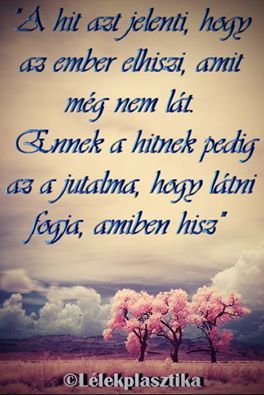 "A hit azt jelenti, hogy
az ember elhiszi, amit
még nem lát.
Ennek a hitnek pedig
az a jutalma, hogy látni
fogja, amiben hisz"
©Lélekplasztika